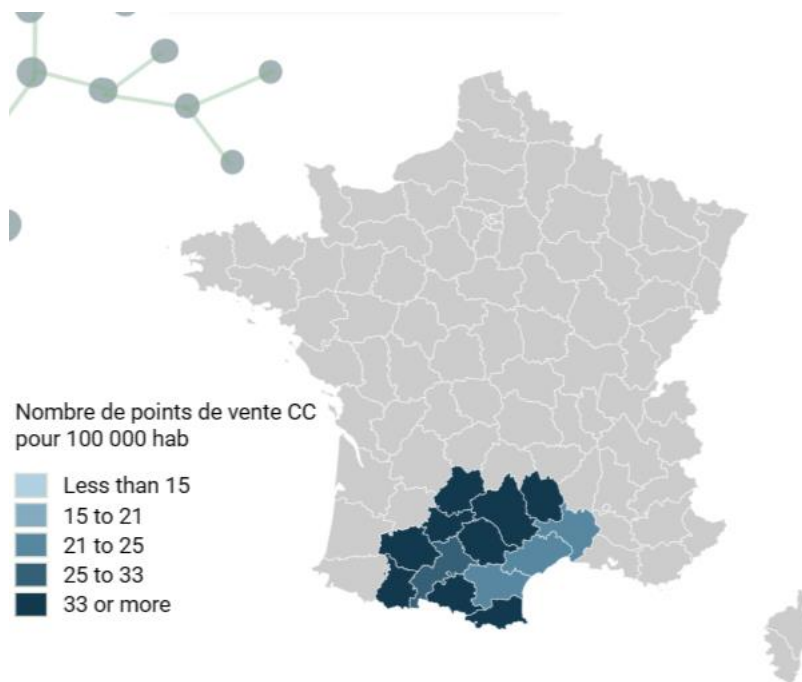 Nombre de points de vente CC
pour 100 000 hab
Less than 15
15 to 21
21 to 25
25 to 33
33 or more